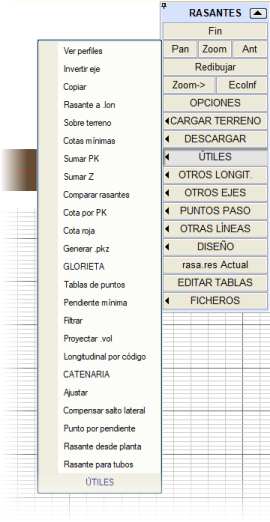 RASANTES
Fin
Pan Zoom Ant
Redibujar
Zoom-> EcoInf
OPCIONES
CARGAR TERRENO
DESCARGAR
ÚTILES
OTROS LONGIT.
OTROS EJES
PUNTOS PASO
OTRAS LÍNEAS
DISEÑO
rasa.res Actual
EDITAR TABLAS
FICHEROS
Ver perfiles
Invertir eje
Copiar
Rasante a .lon
Sobre terreno
Cotas mínimas
Sumar PK
Sumar Z
Comparar rasantes
Cota por PK
Cota roja
Generar .pkz
GLORIETA
Tablas de puntos
Pendiente mínima
Filtrar
Proyectar .vol
Longitudinal por código
CATENARIA
Ajustar
Compensar salto lateral
Punto por pendiente
Rasante desde planta
Rasante para tubos
ÚTILES